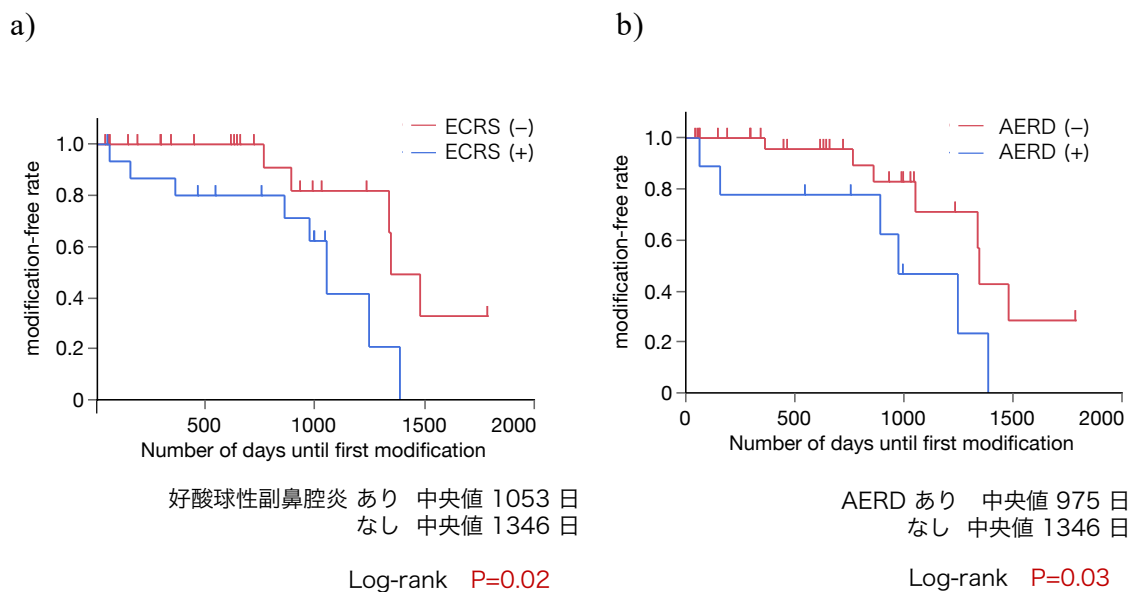 a)
ECRS (−)
ECRS (+)
modification-free rate
1.0
0.8
0.6
0.4
0.2
0
500
1000
1500
2000
Number of days until first modification
好酸球性副鼻腔炎 あり 中央値 1053 日
なし 中央値 1346 日
Log-rank P=0.02
b)
AERD (−)
AERD (+)
modification-free rate
1.0
0.8
0.6
0.4
0.2
0
0
500
1000
1500
2000
Number of days until first modification
AERD あり 中央値 975 日
なし 中央値 1346 日
Log-rank P=0.03